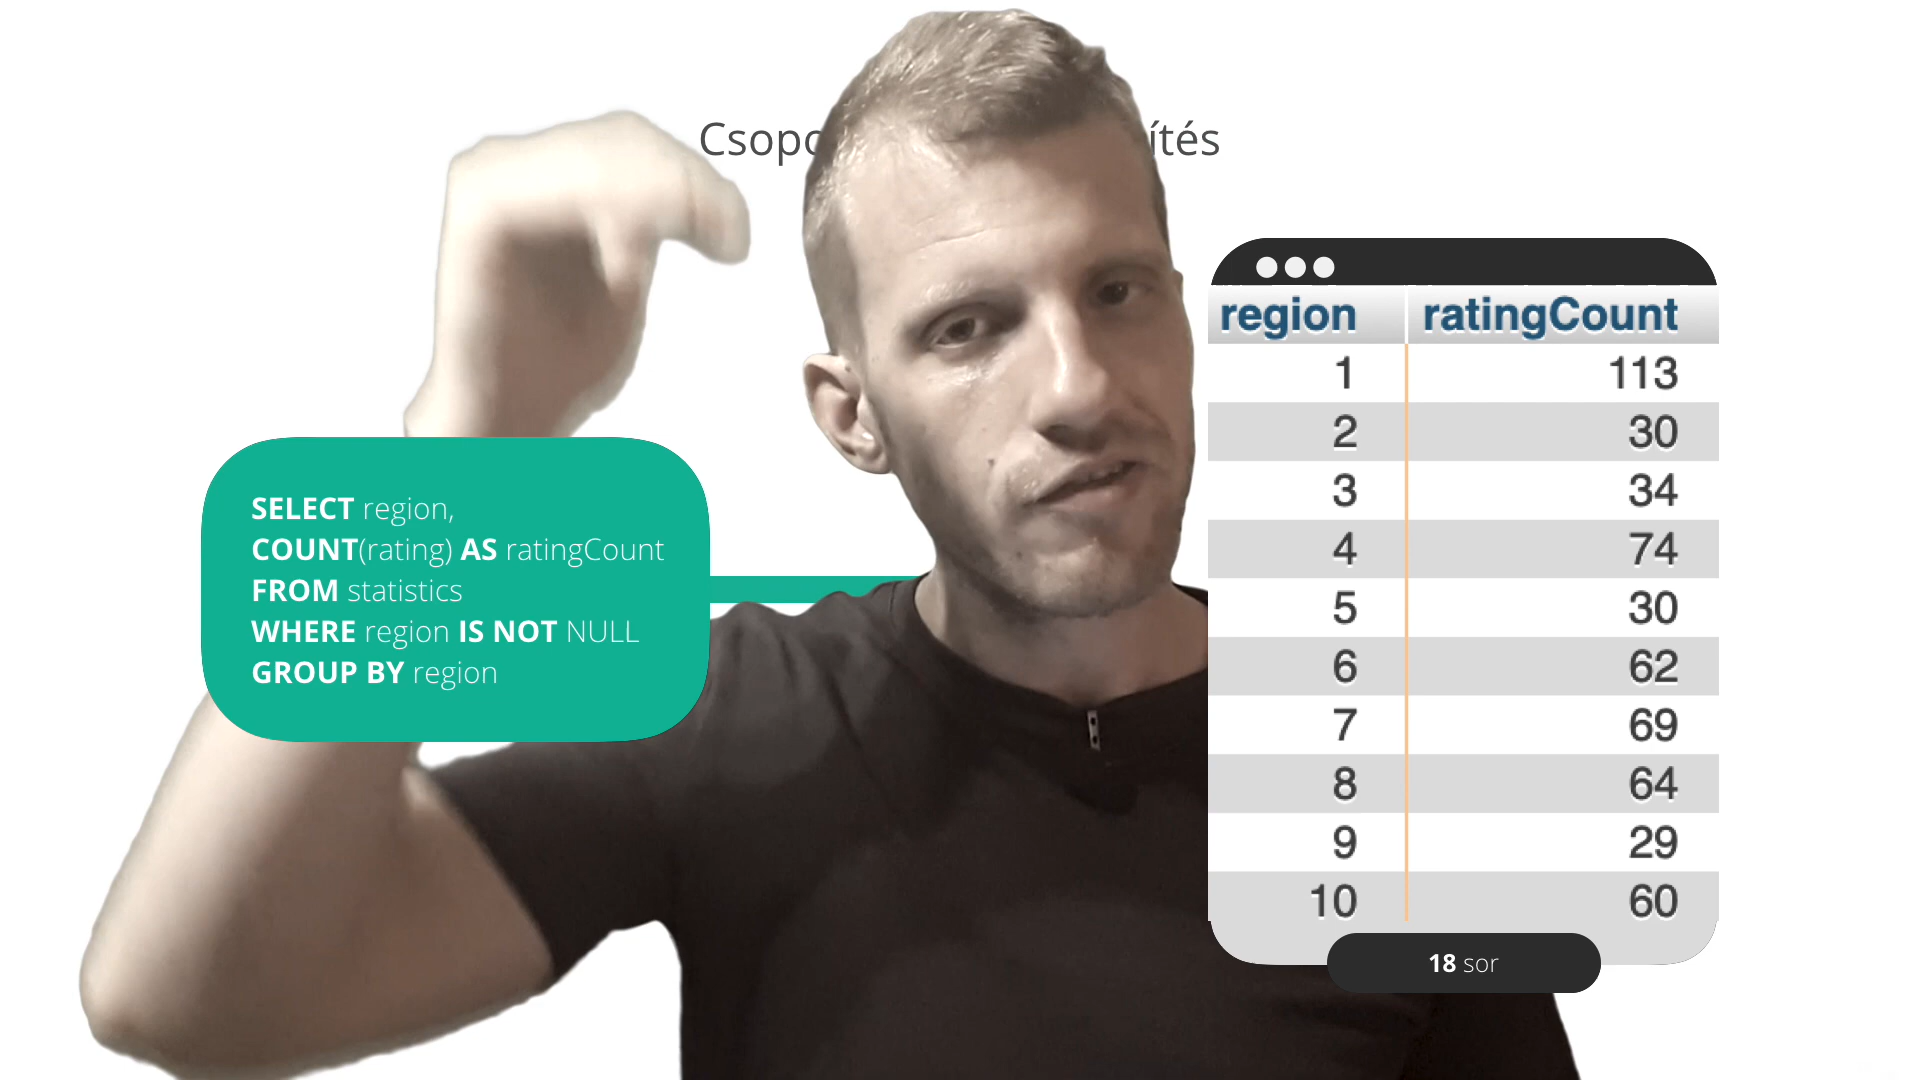 SELECT region,
COUNT(rating) AS ratingCount
FROM statistics
WHERE region IS NOT NULL
GROUP BY region
region ratingCount
1 113
2 30
3 34
4 74
5 30
6 62
7 69
8 64
9 29
10 60
18 sor